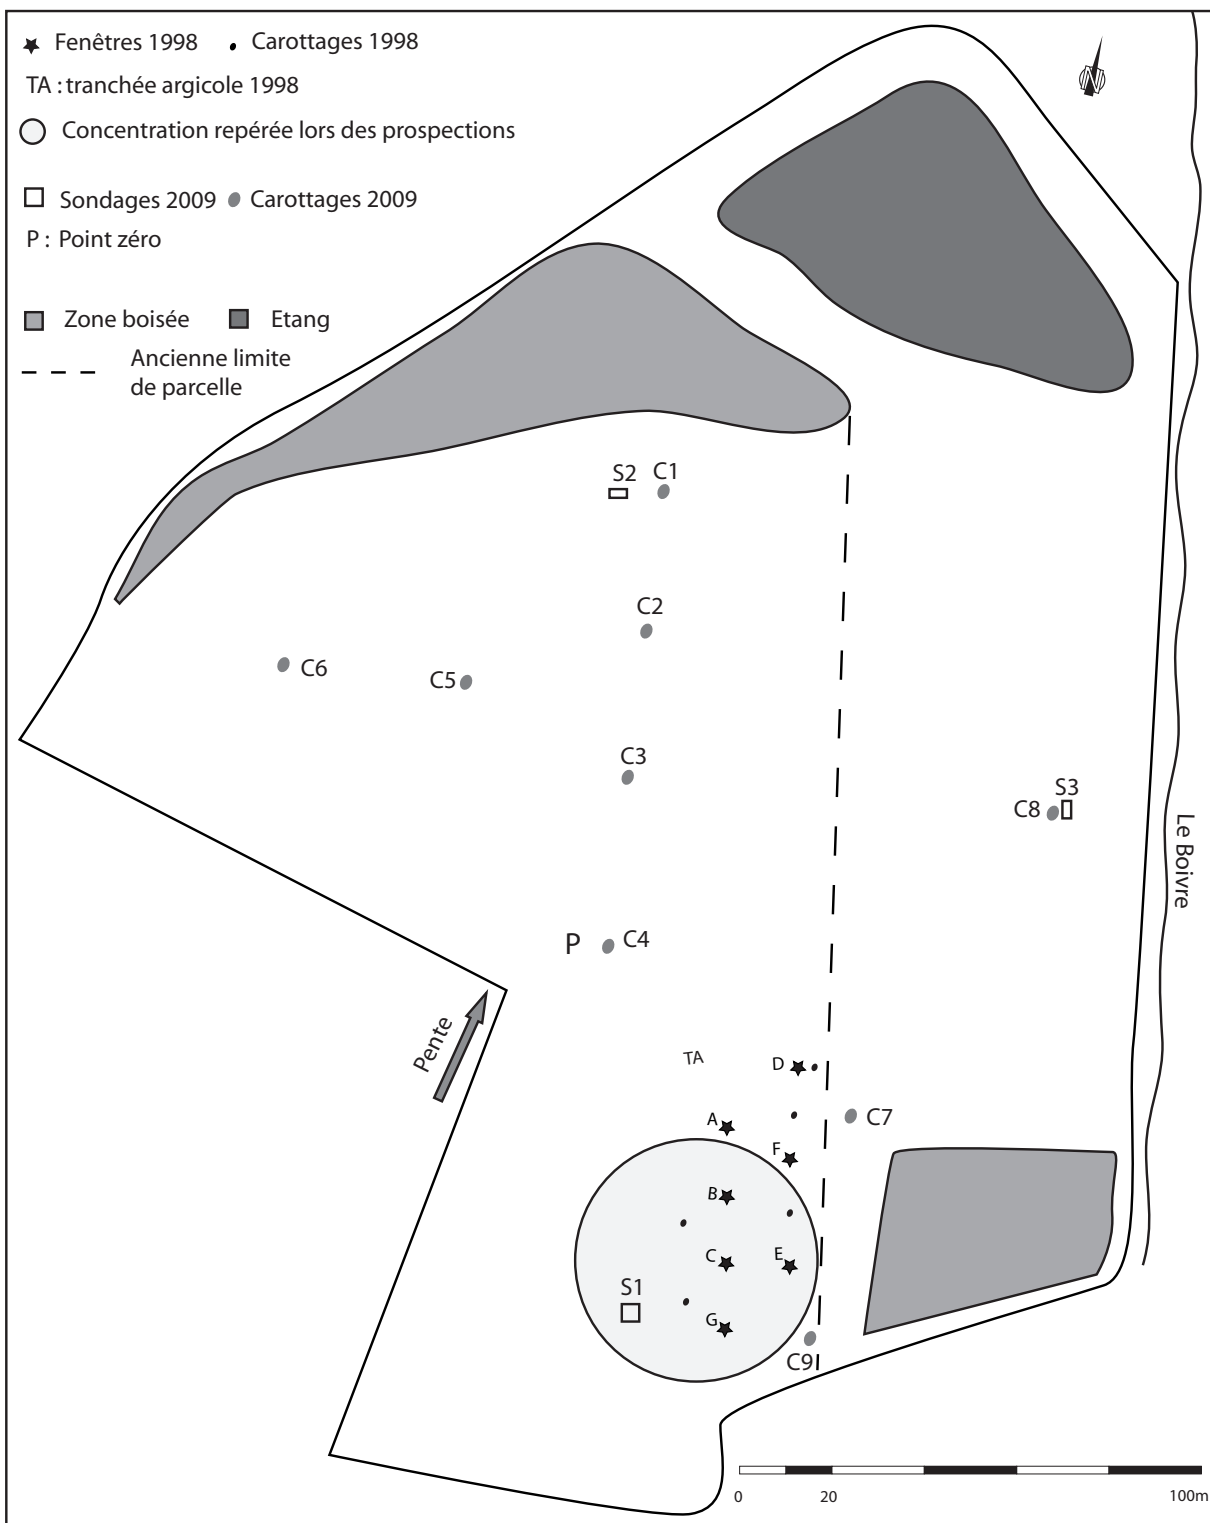 Fenêtres 1998 Carottages 1998
TA : tranchée argicole 1998
Concentration repérée lors des prospections
Sondages 2009 Carottages 2009
P : Point zéro
Zone boisée Etang
Ancienne limite
de parcelle
N
S2 C1
C2
C6
C5
C3
S3
C8
Le Boivre
P C4
Pente
TA
D
A
C7
F
B
C
E
S1
G
C9
0 20 100m